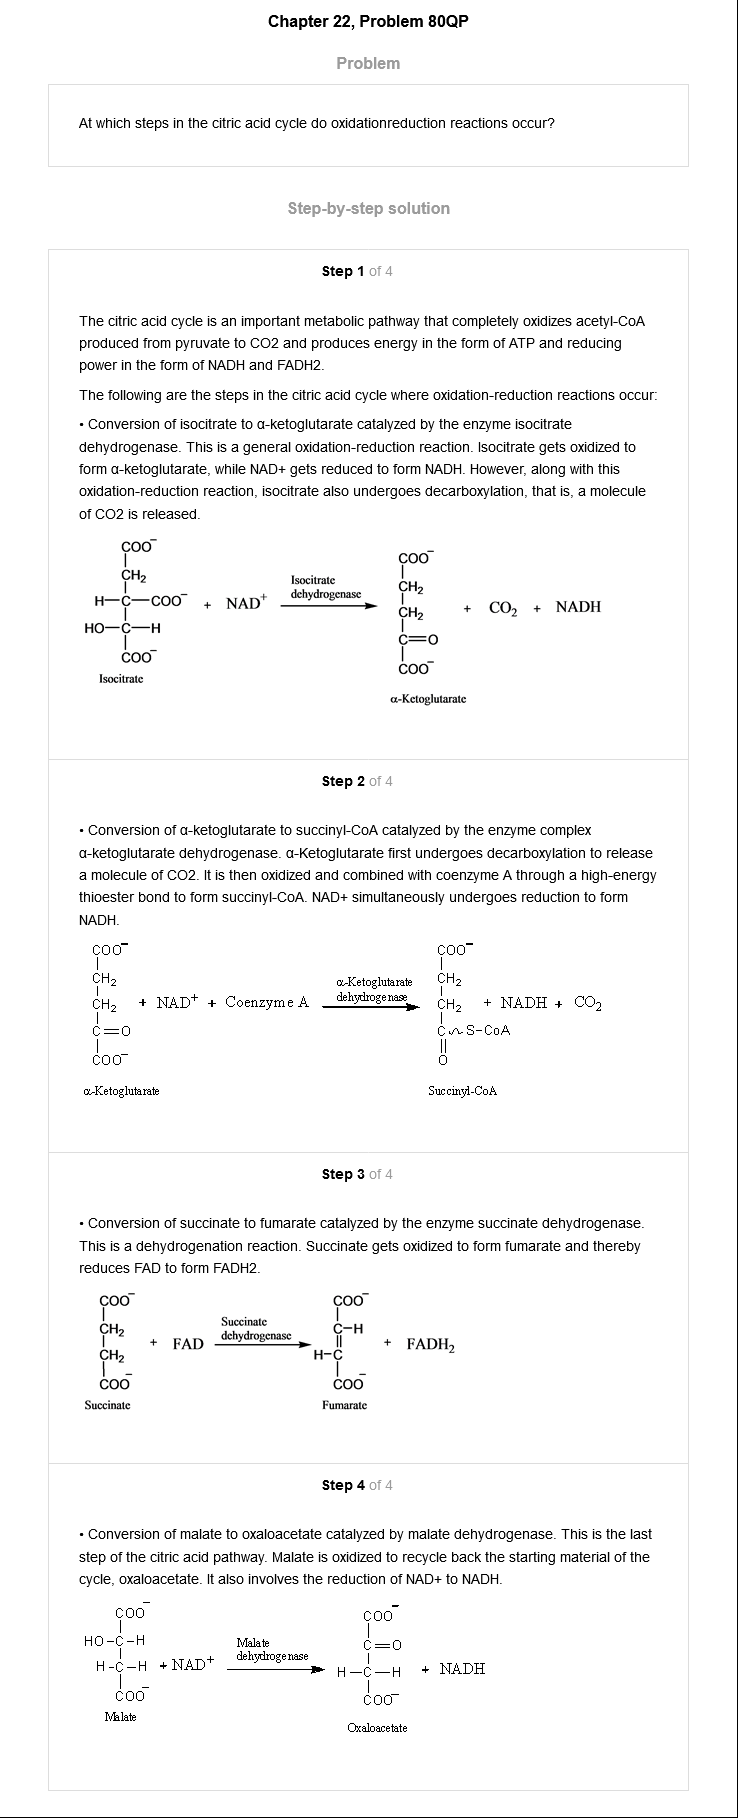 Chapter 22, Problem 80QP
Problem
At which steps in the citric acid cycle do oxidationreduction reactions occur?
Step-by-step solution
Step 1 of 4
The citric acid cycle is an important metabolic pathway that completely oxidizes acetyl-CoA
produced from pyruvate to CO2 and produces energy in the form of ATP and reducing
power in the form of NADH and FADH2.
The following are the steps in the citric acid cycle where oxidation-reduction reactions occur:
• Conversion of isocitrate to α-ketoglutarate catalyzed by the enzyme isocitrate
dehydrogenase. This is a general oxidation-reduction reaction. Isocitrate gets oxidized to
form α-ketoglutarate, while NAD+ gets reduced to form NADH. However, along with this
oxidation-reduction reaction, isocitrate also undergoes decarboxylation, that is, a molecule
of CO2 is released.
COO⁻
CH₂
H—C—COO⁻ + NAD⁺
HO—C—H
COO⁻
Isocitrate
Isocitrate
dehydrogenase
COO⁻
CH₂
CH₂ + CO₂ + NADH
C=O
COO⁻
α-Ketoglutarate
Step 2 of 4
• Conversion of α-ketoglutarate to succinyl-CoA catalyzed by the enzyme complex
α-ketoglutarate dehydrogenase. α-Ketoglutarate first undergoes decarboxylation to release
a molecule of CO2. It is then oxidized and combined with coenzyme A through a high-energy
thioester bond to form succinyl-CoA. NAD+ simultaneously undergoes reduction to form
NADH.
COO⁻
CH₂
CH₂ + NAD⁺ + Coenzyme A
C=O
COO⁻
α-Ketoglutarate
α-Ketoglutarate
dehydrogenase
COO⁻
CH₂
CH₂ + NADH + CO₂
C~S-CoA
O
Succinyl-CoA
Step 3 of 4
• Conversion of succinate to fumarate catalyzed by the enzyme succinate dehydrogenase.
This is a dehydrogenation reaction. Succinate gets oxidized to form fumarate and thereby
reduces FAD to form FADH2.
COO⁻
CH₂
CH₂ + FAD
COO⁻
Succinate
Succinate
dehydrogenase
COO⁻
C-H
H-C + FADH₂
COO⁻
Fumarate
Step 4 of 4
• Conversion of malate to oxaloacetate catalyzed by malate dehydrogenase. This is the last
step of the citric acid pathway. Malate is oxidized to recycle back the starting material of the
cycle, oxaloacetate. It also involves the reduction of NAD+ to NADH.
COO⁻
HO-C-H
H-C-H + NAD⁺
COO⁻
Malate
Malate
dehydrogenase
COO⁻
C=O
H—C—H + NADH
COO⁻
Oxaloacetate